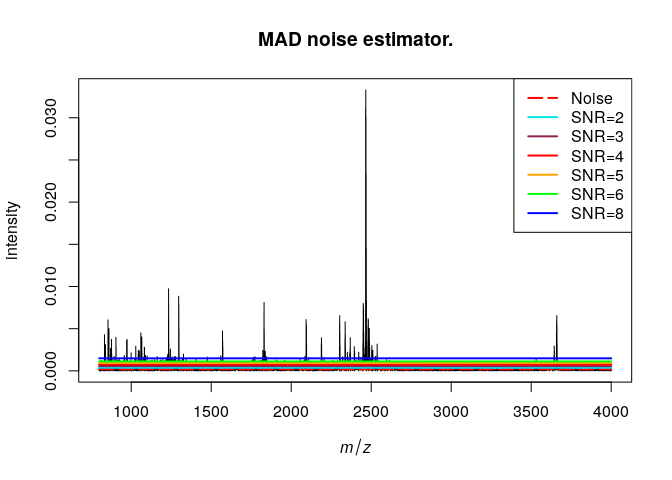 MAD noise estimator.
Noise
SNR=2
SNR=3
SNR=4
SNR=5
SNR=6
SNR=8
Intensity
0.030
0.020
0.010
0.000
1000 1500 2000 2500 3000 3500 4000
m/z